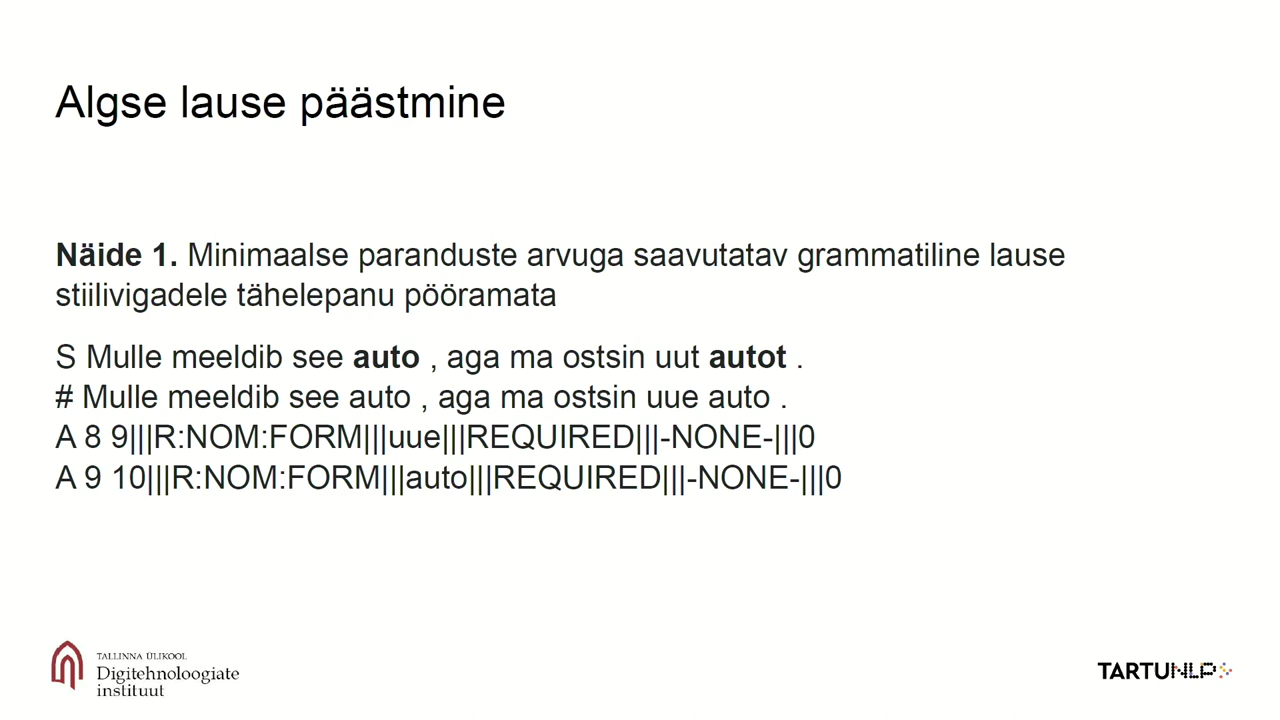 Algse lause päästmine
Näide 1. Minimaalse paranduste arvuga saavutatav grammatiline lause
stiilivigadele tähelepanu pööramata
S Mulle meeldib see auto , aga ma ostsin uut autot .
# Mulle meeldib see auto , aga ma ostsin uue auto .
A 8 9|||R:NOM:FORM|||uue|||REQUIRED|||-NONE-|||0
A 9 10|||R:NOM:FORM|||auto|||REQUIRED|||-NONE-|||0
TALLINNA ÜLIKOOL
Digitehnoloogiate
instituut
TARTUNLP